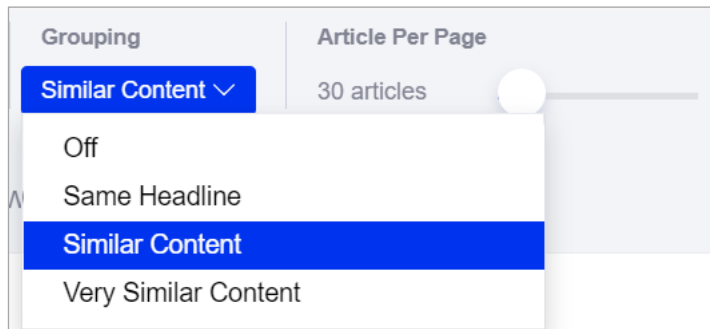 Grouping
Article Per Page
Similar Content
30 articles
Off
Same Headline
Similar Content
Very Similar Content